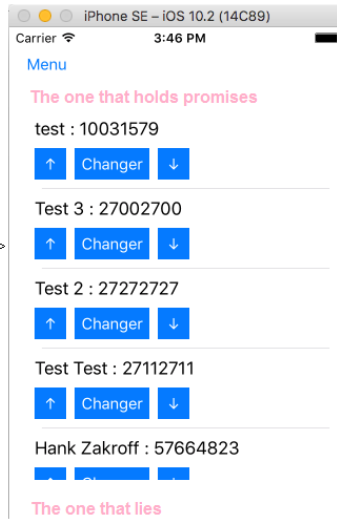 iPhone SE – iOS 10.2 (14C89)
Carrier 3:46 PM
Menu
The one that holds promises
test : 10031579
↑ Changer ↓
Test 3 : 27002700
↑ Changer ↓
Test 2 : 27272727
↑ Changer ↓
Test Test : 27112711
↑ Changer ↓
Hank Zakroff : 57664823
The one that lies